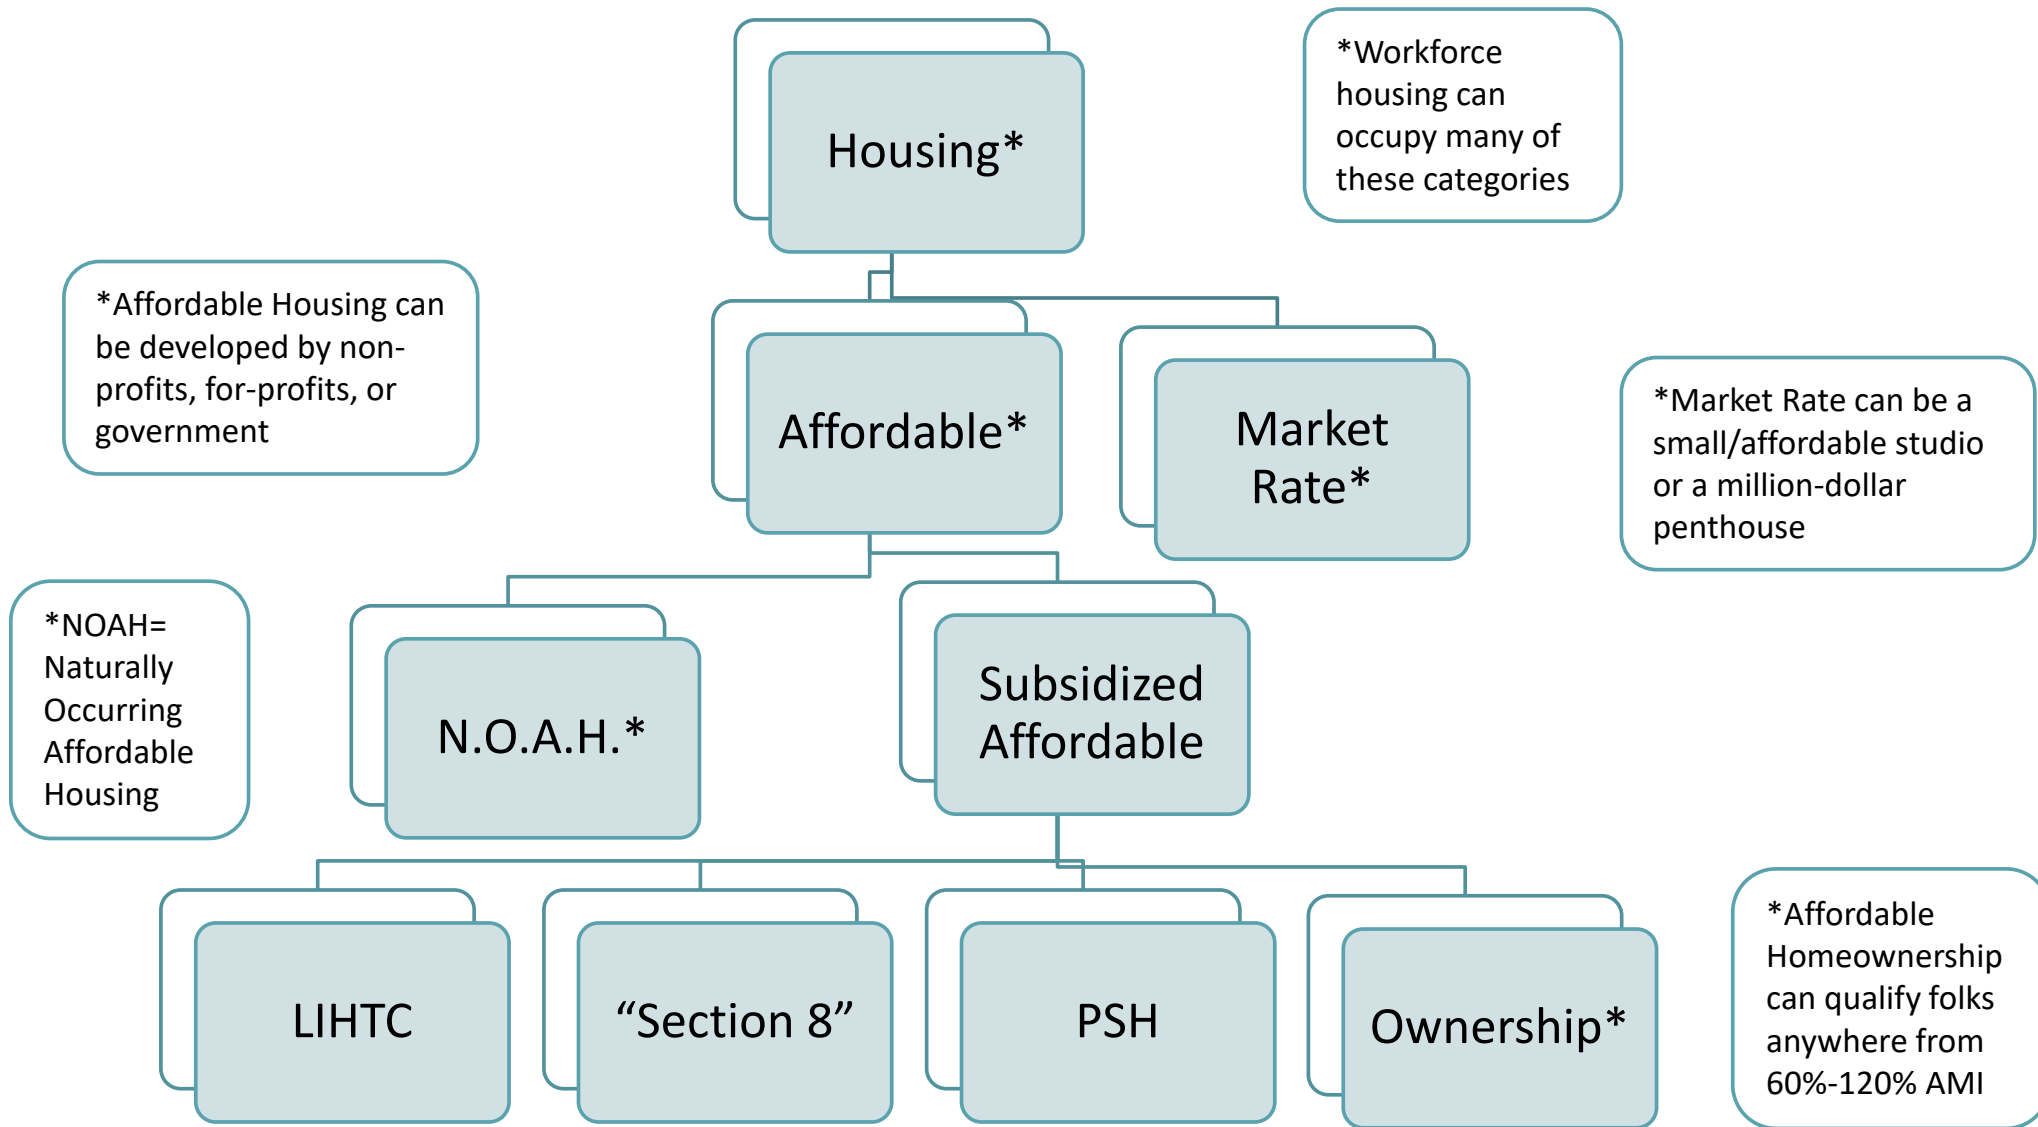 Housing*
*Workforce
housing can
occupy many of
these categories
*Affordable Housing can
be developed by non-
profits, for-profits, or
government
Affordable*
Market
Rate*
*Market Rate can be a
small/affordable studio
or a million-dollar
penthouse
*NOAH=
Naturally
Occurring
Affordable
Housing
N.O.A.H.*
Subsidized
Affordable
LIHTC
“Section 8”
PSH
Ownership*
*Affordable
Homeownership
can qualify folks
anywhere from
60%-120% AMI